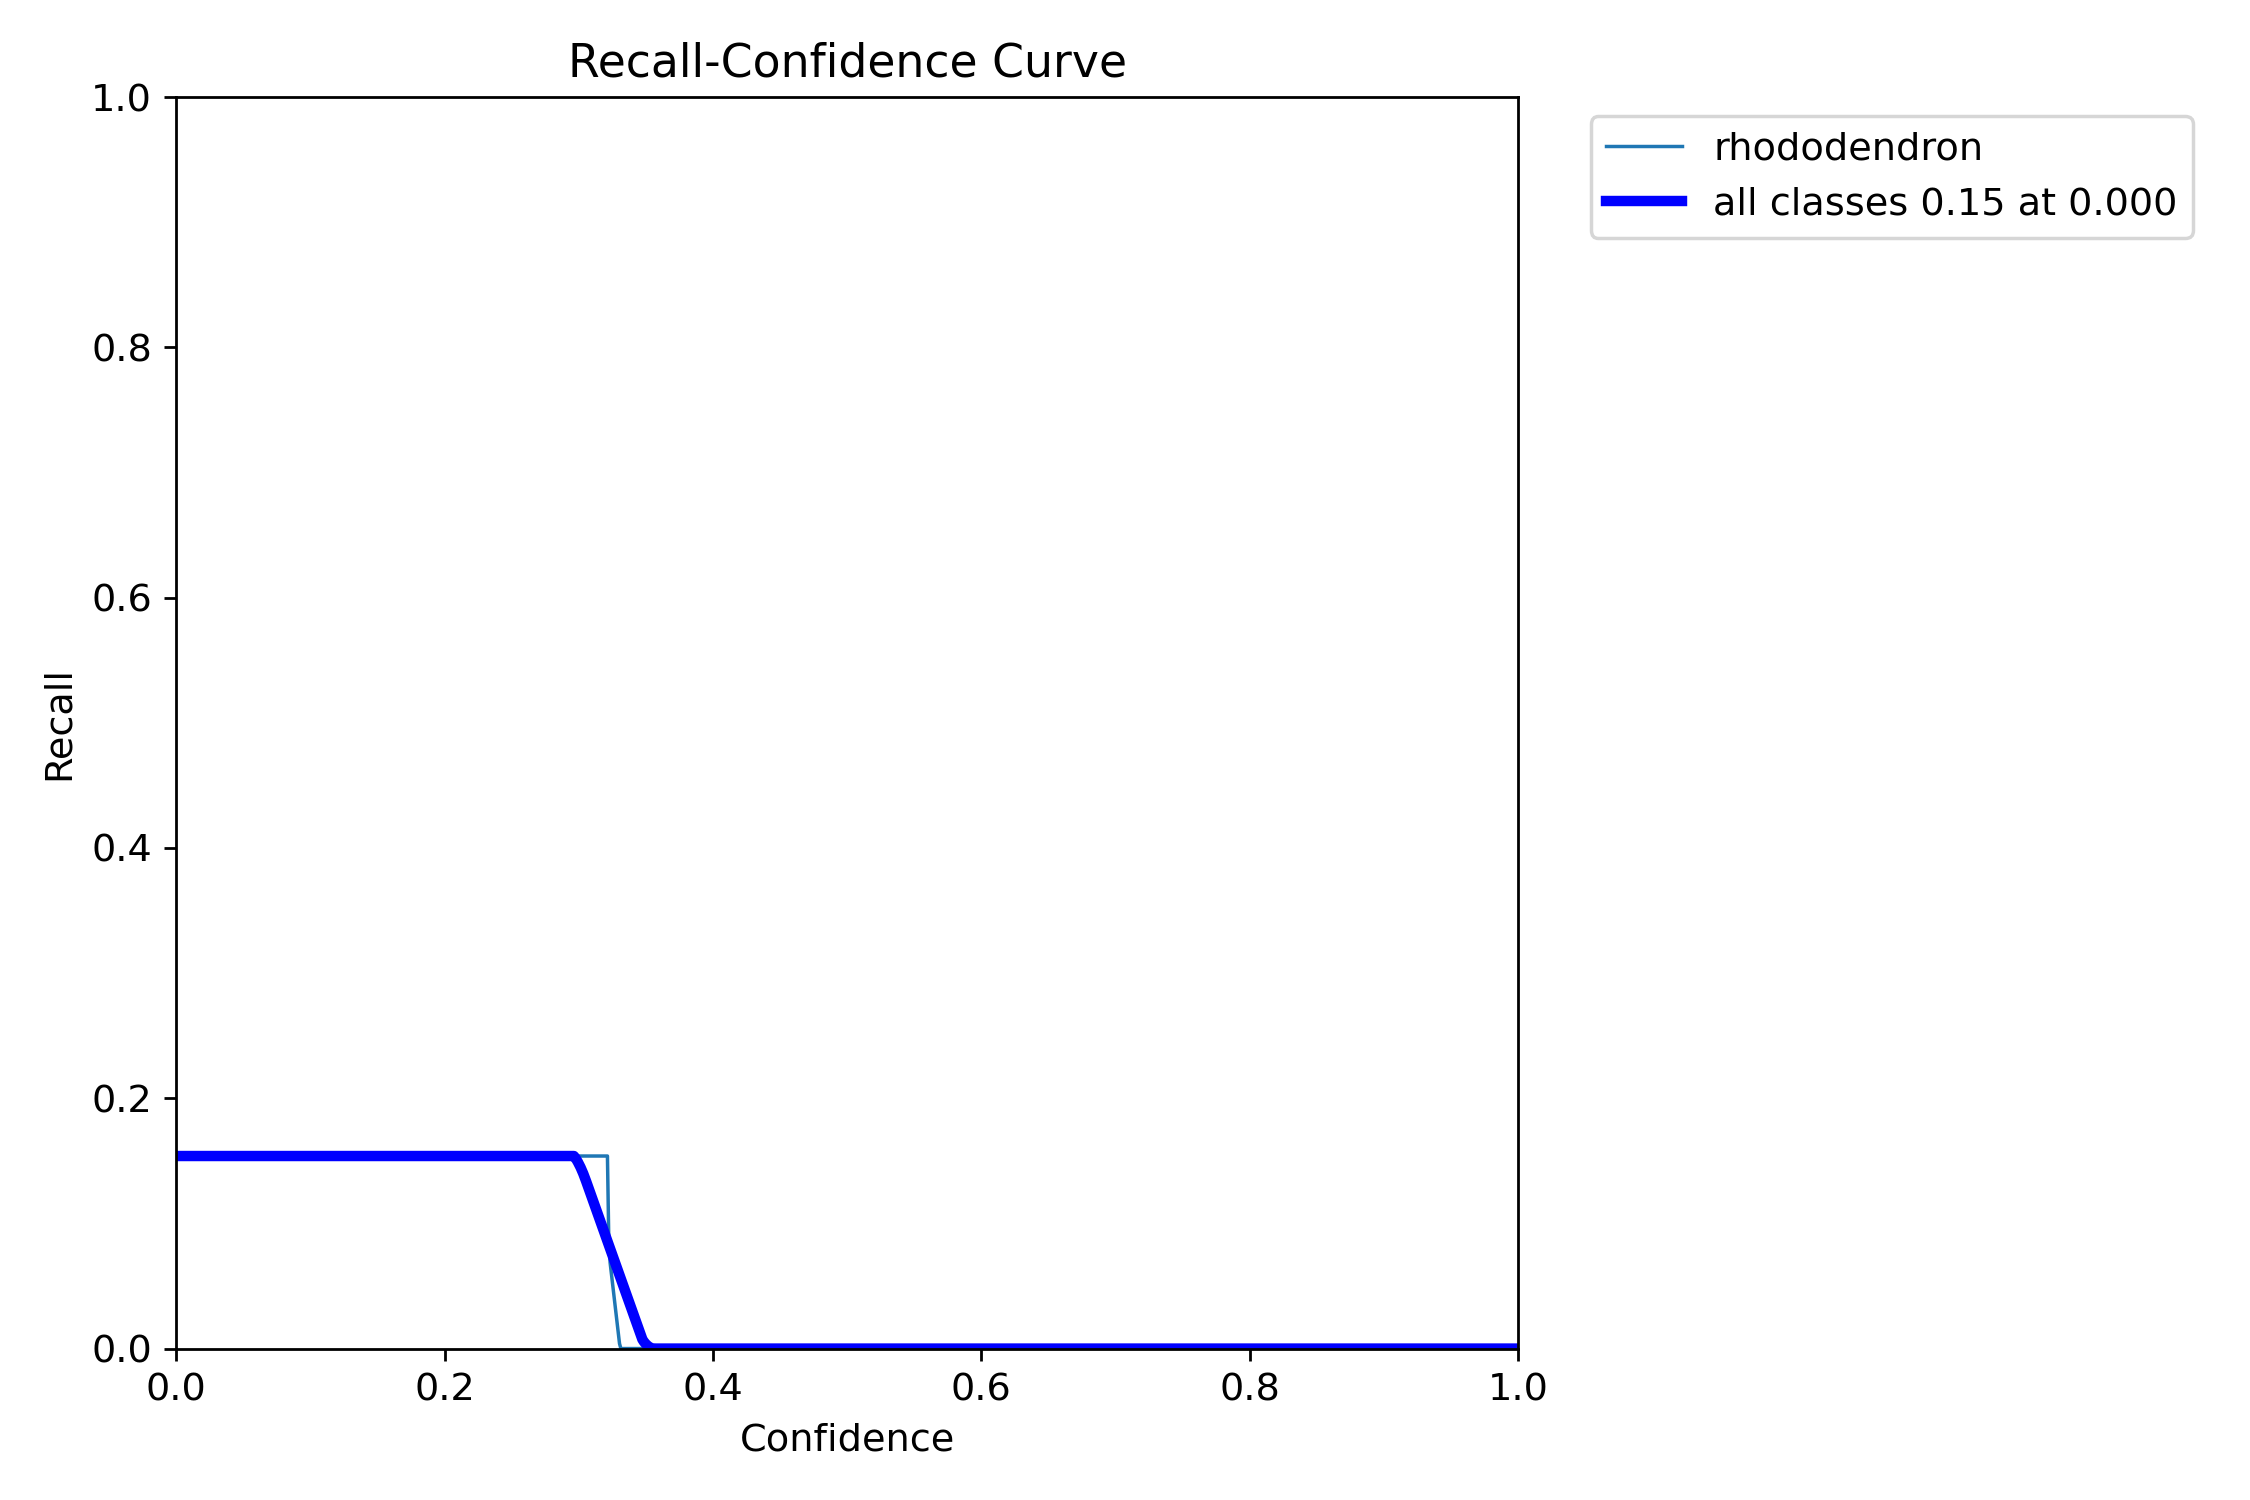 Recall-Confidence Curve
1.0
0.8
0.6
0.4
0.2
0.0
Recall
0.0 0.2 0.4 0.6 0.8 1.0
Confidence
rhododendron
all classes 0.15 at 0.000